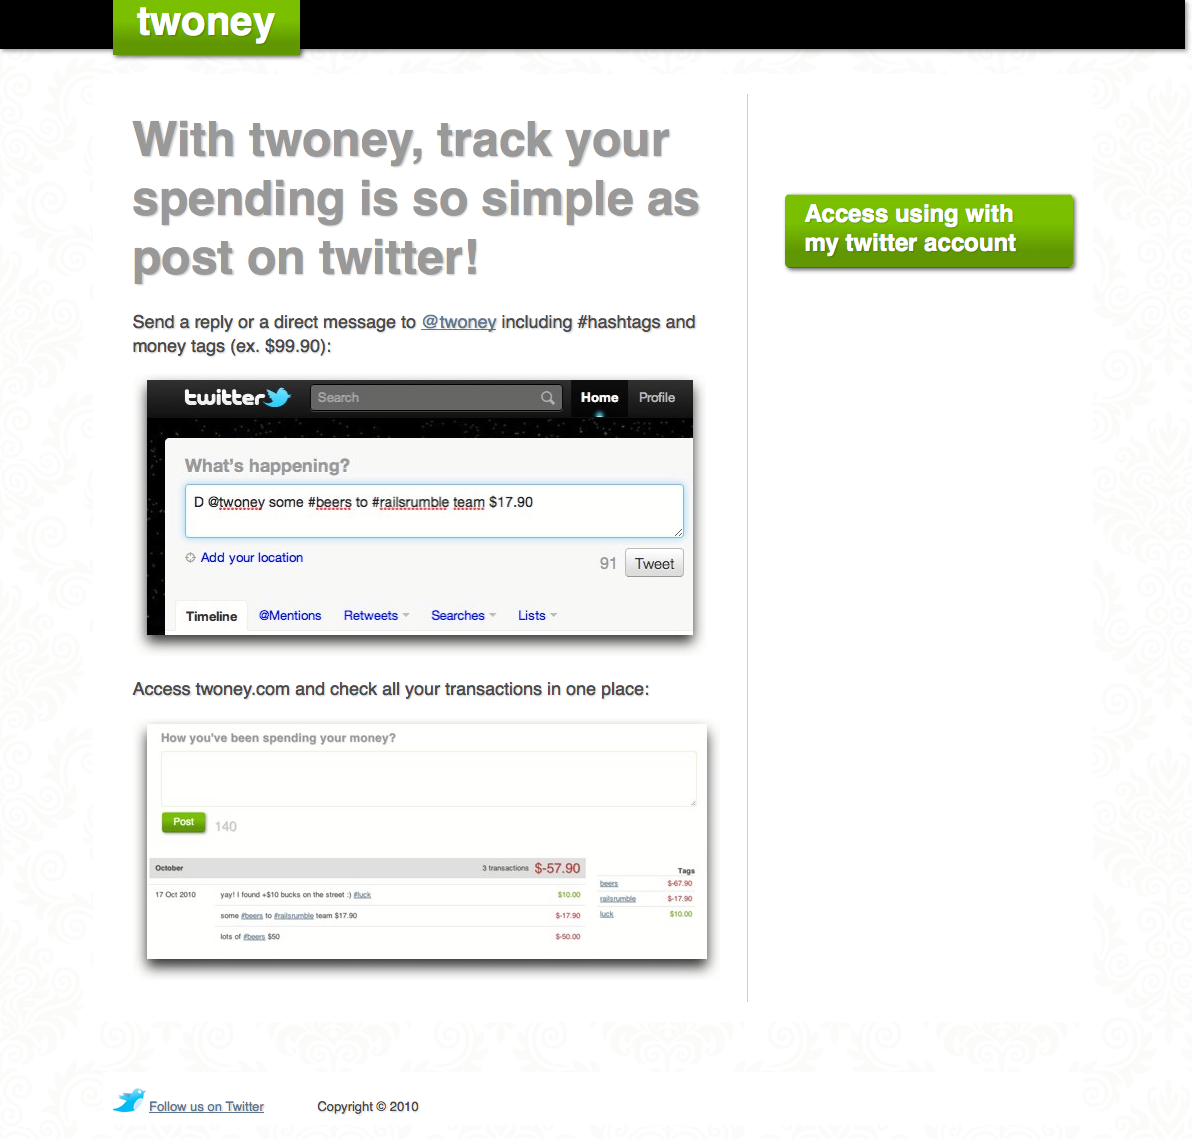 twoney
With twoney, track your
spending is so simple as
post on twitter!
Send a reply or a direct message to @twoney including #hashtags and
money tags (ex. $99.90):
twitter Search Home Profile
What's happening?
D @twoney some #beers to #railsrumble team $17.90
Add your location
91 Tweet
Timeline @Mentions Retweets Searches Lists
Access twoney.com and check all your transactions in one place:
How you've been spending your money?
Post 140
October 3 transactions $-57.90
17 Oct 2010 yay! I found +$10 bucks on the street :) #luck $10.00
some #beers to #railsrumble team $17.90 $-17.90
lots of #beers $50 $-50.00
Tags
beers $-67.90
railsrumble $-17.90
luck $10.00
Access using with
my twitter account
Follow us on Twitter Copyright © 2010